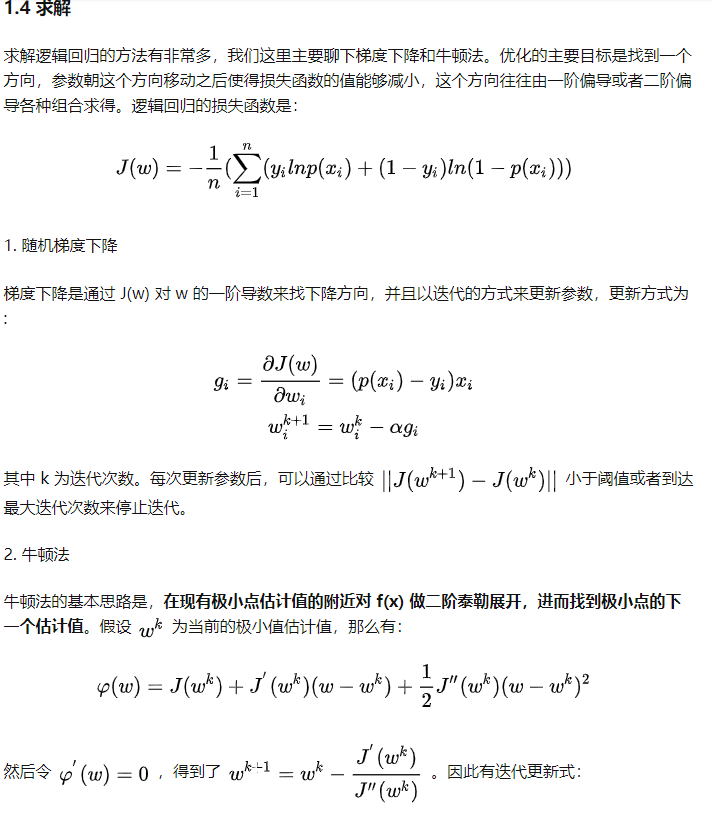 1.4 求解
求解逻辑回归的方法有非常多，我们这里主要聊下梯度下降和牛顿法。优化的主要目标是找到一个
方向，参数朝这个方向移动之后使得损失函数的值能够减小，这个方向往往由一阶偏导或者二阶偏
导各种组合求得。逻辑回归的损失函数是：
J(w) = -\frac{1}{n}(\sum_{i=1}^{n}(y_i lnp(x_i) + (1 - y_i)ln(1 - p(x_i)))
1. 随机梯度下降
梯度下降是通过 J(w) 对 w 的一阶导数来找下降方向，并且以迭代的方式来更新参数，更新方式为
：
g_i = \frac{\partial J(w)}{\partial w_i} = (p(x_i) - y_i)x_i
w_i^{k+1} = w_i^k - αg_i
其中 k 为迭代次数。每次更新参数后，可以通过比较 ||J(w^{k+1}) - J(w^k)|| 小于阈值或者到达
最大迭代次数来停止迭代。
2. 牛顿法
牛顿法的基本思路是，在现有极小点估计值的附近对 f(x) 做二阶泰勒展开，进而找到极小点的下
一个估计值。假设 w^k 为当前的极小值估计值，那么有：
φ(w) = J(w^k) + J'(w^k)(w - w^k) + \frac{1}{2}J''(w^k)(w - w^k)^2
然后令 φ'(w) = 0 ，得到了 w^{k+1} = w^k - \frac{J'(w^k)}{J''(w^k)} 。因此有迭代更新式：